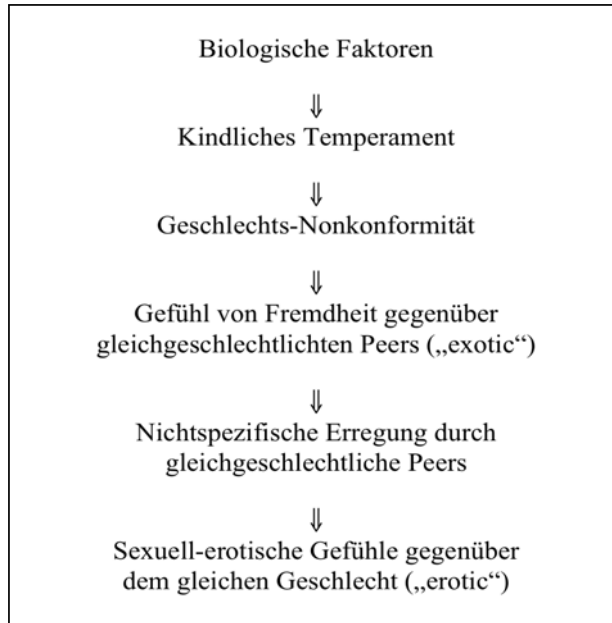 Biologische Faktoren
⇓
Kindliches Temperament
⇓
Geschlechts-Nonkonformität
⇓
Gefühl von Fremdheit gegenüber
gleichgeschlechtlichten Peers („exotic“)
⇓
Nichtspezifische Erregung durch
gleichgeschlechtliche Peers
⇓
Sexuell-erotische Gefühle gegenüber
dem gleichen Geschlecht („erotic“)